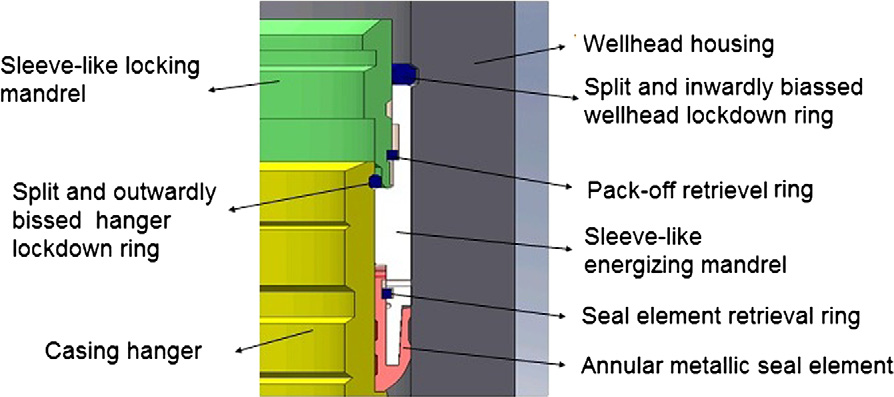 Sleeve-like locking
mandrel
Split and outwardly
bissed hanger
lockdown ring
Casing hanger
Wellhead housing
Split and inwardly biassed
wellhead lockdown ring
Pack-off retrievel ring
Sleeve-like
energizing mandrel
Seal element retrieval ring
Annular metallic seal element